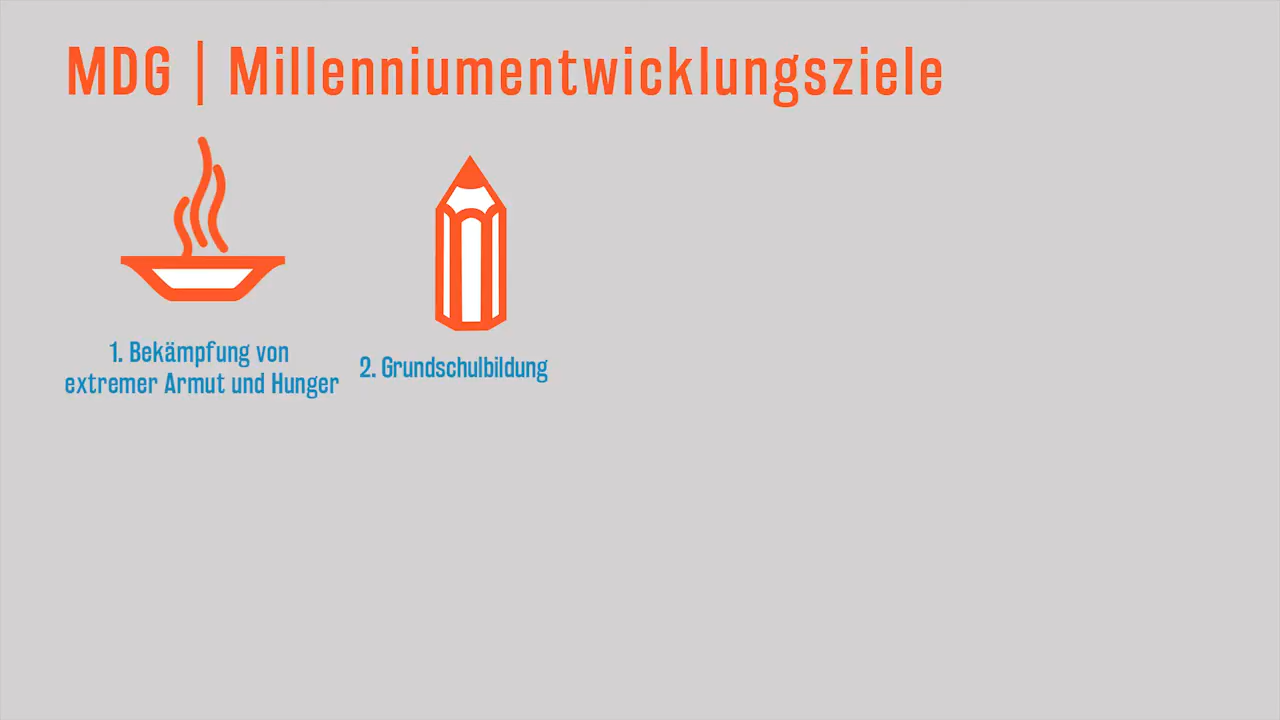 MDG | Millenniumentwicklungsziele
1. Bekämpfung von
extremer Armut und Hunger
2. Grundschulbildung